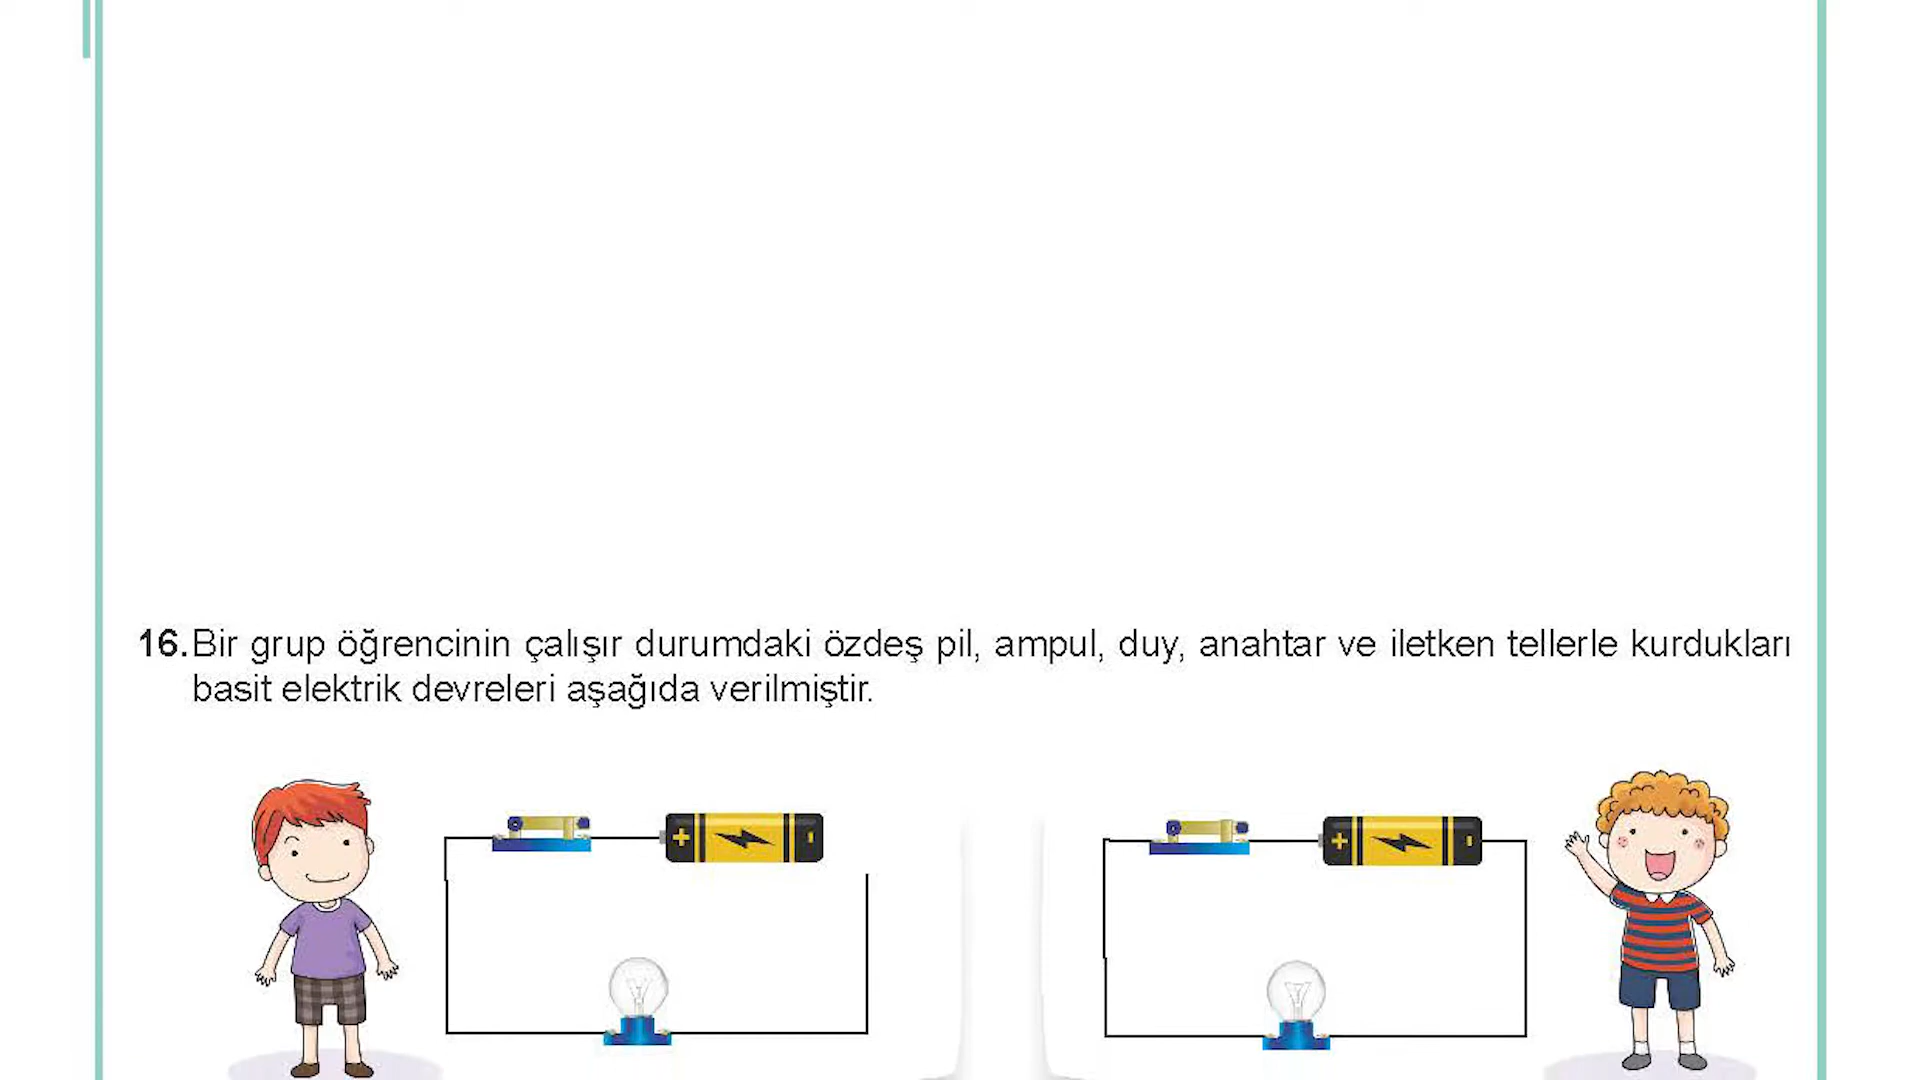 16. Bir grup öğrencinin çalışır durumdaki özdeş pil, ampul, duy, anahtar ve iletken tellerle kurdukları
basit elektrik devreleri aşağıda verilmiştir.
+ -
+ -